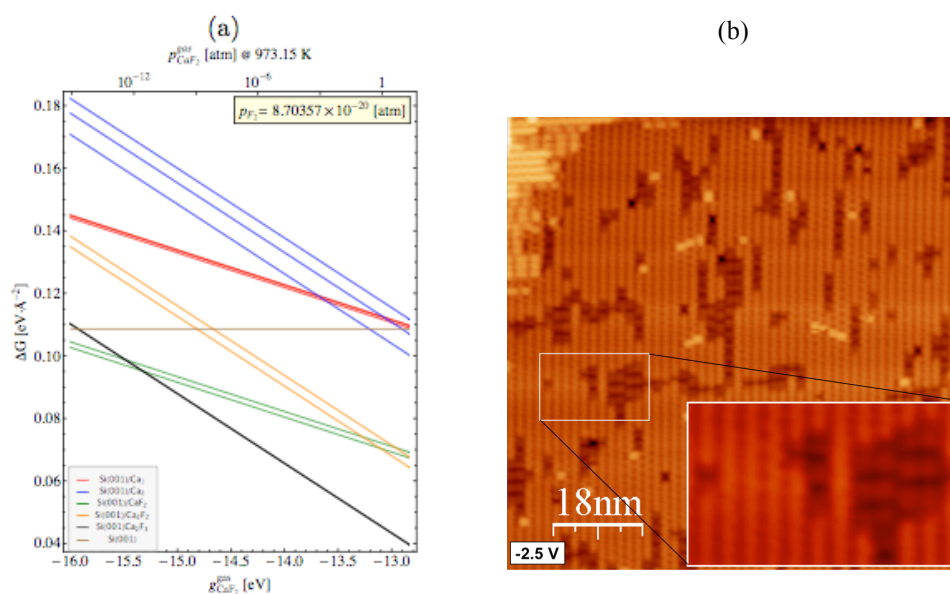 (a)
p^gas_CaF₂ [atm] @ 973.15 K
10⁻¹² 10⁻⁶ 1
p_F₂ = 8.70357×10⁻²⁰ [atm]
0.18
0.16
0.14
0.12
0.10
0.08
0.06
0.04
ΔG [eV·Å⁻²]
Si(001)/Ca₁
Si(001)/Ca₂
Si(001)/CaF₂
Si(001)Ca₂F₂
Si(001)Ca₂F₃
Si(001)
−16.0 −15.5 −15.0 −14.5 −14.0 −13.5 −13.0
g^gas_CaF₂ [eV]
(b)
18nm
-2.5 V